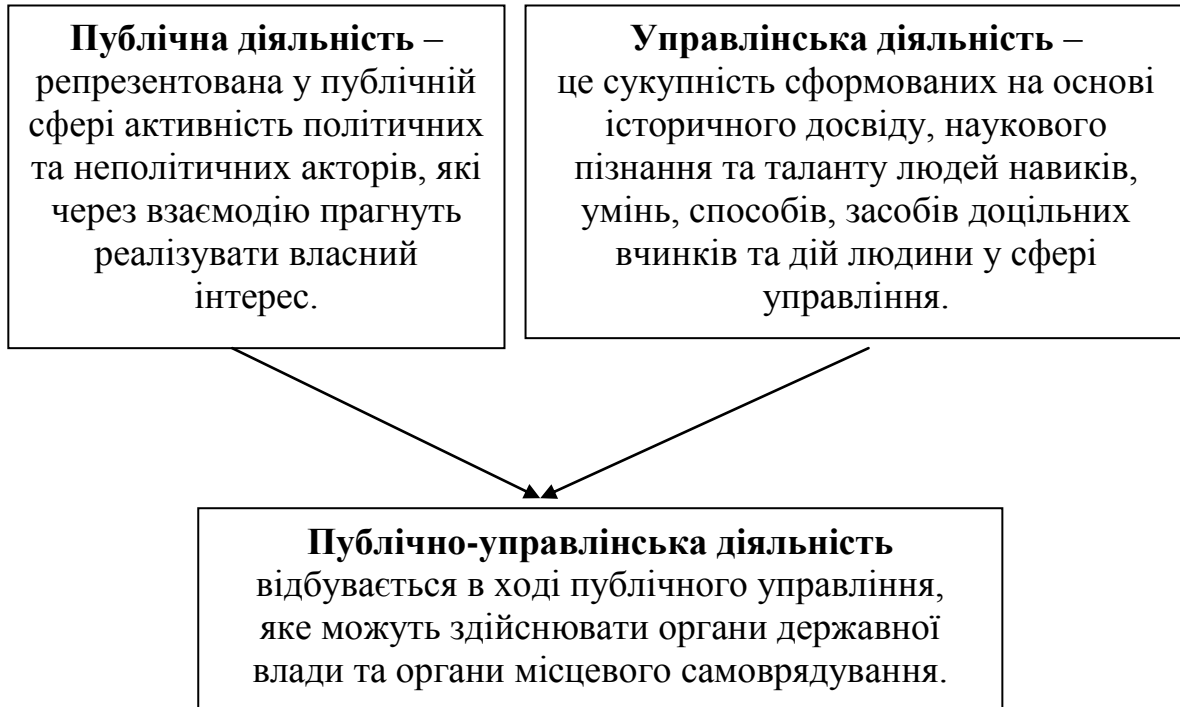 Публічна діяльність –
репрезентована у публічній
сфері активність політичних
та неполітичних акторів, які
через взаємодію прагнуть
реалізувати власний
інтерес.
Управлінська діяльність –
це сукупність сформованих на основі
історичного досвіду, наукового
пізнання та таланту людей навиків,
умінь, способів, засобів доцільних
вчинків та дій людини у сфері
управління.
Публічно-управлінська діяльність
відбувається в ході публічного управління,
яке можуть здійснювати органи державної
влади та органи місцевого самоврядування.